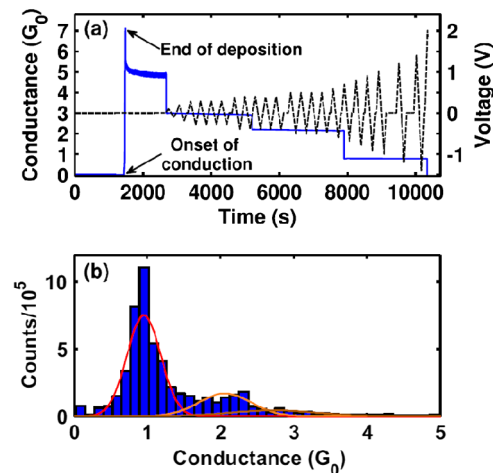 (a)
End of deposition
Onset of conduction
Conductance (G0)
7
6
5
4
3
2
1
0
Voltage (V)
2
1
0
-1
0 2000 4000 6000 8000 10000
Time (s)
(b)
Counts/10^5
10
5
0
0 1 2 3 4 5
Conductance (G0)